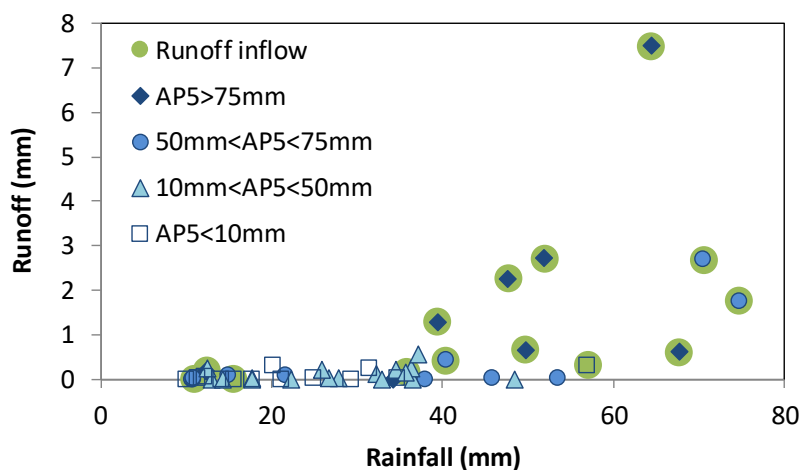 8
7
6
5
4
3
2
1
0
Runoff (mm)
Runoff inflow
AP5>75mm
50mm<AP5<75mm
10mm<AP5<50mm
AP5<10mm
0 20 40 60 80
Rainfall (mm)